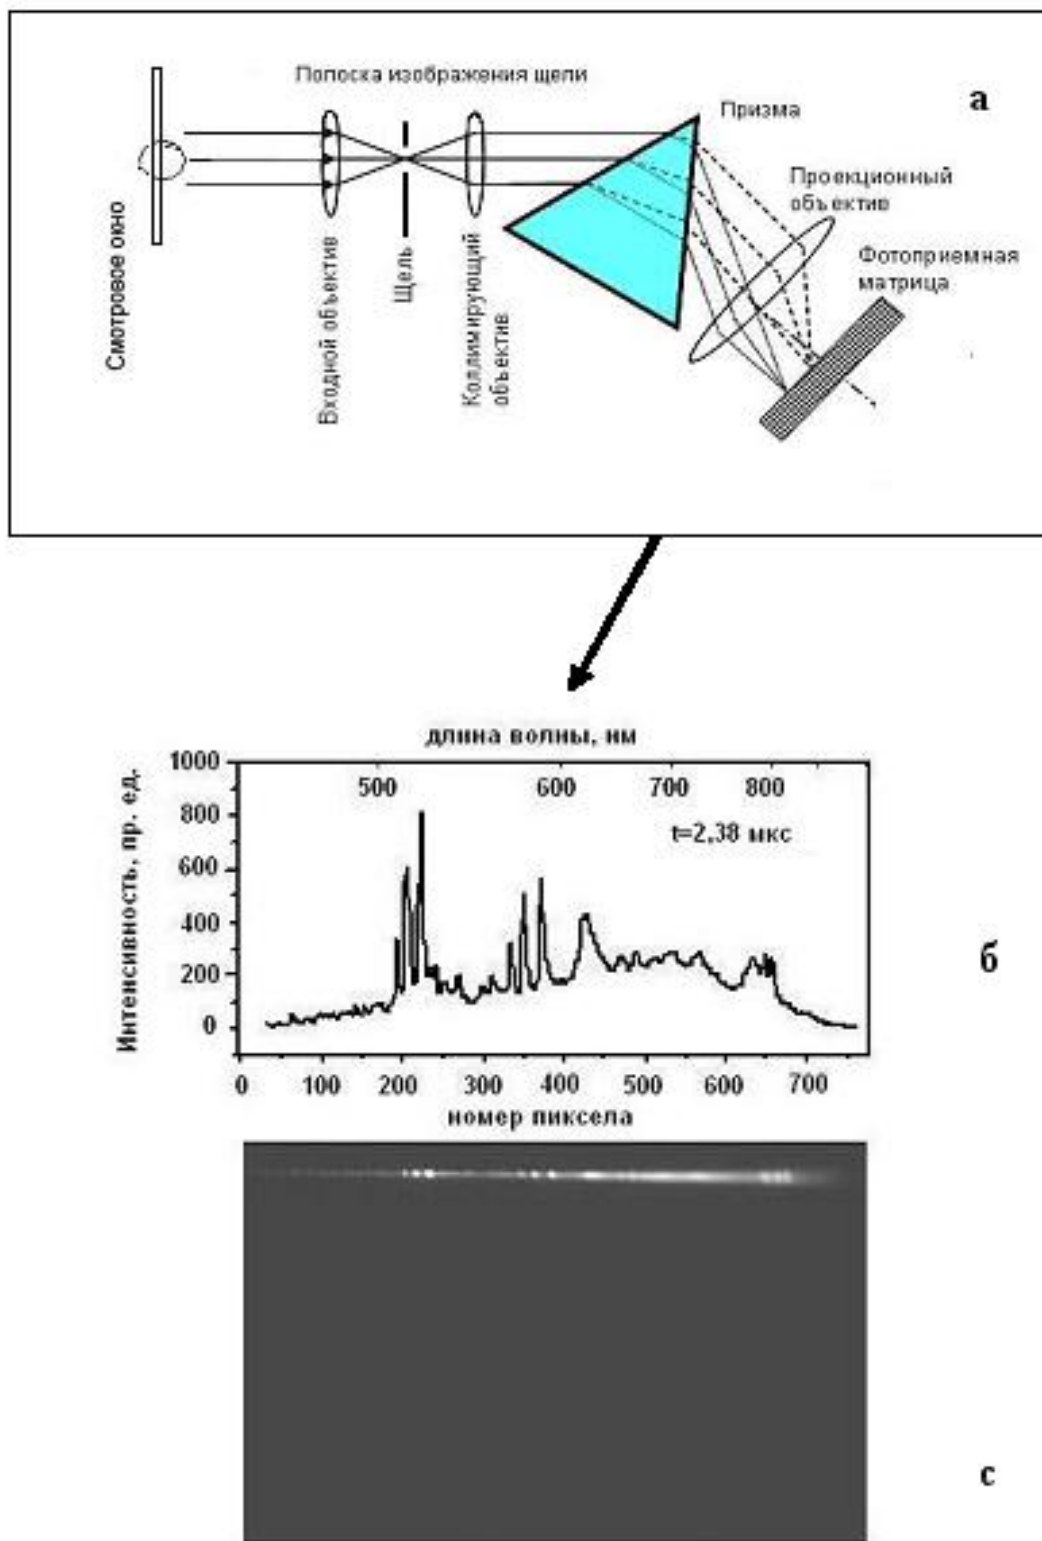 Полоска изображения щели
а
Призма
Проекционный
объектив
Фотоприемная
матрица
Смотровое окно
Входной объектив
Щель
Коллимирующий
объектив
длина волны, нм
Интенсивность, пр. ед.
1000
800
600
400
200
0
500
600
700
800
t=2,38 мкс
б
0
100
200
300
400
500
600
700
номер пиксела
с